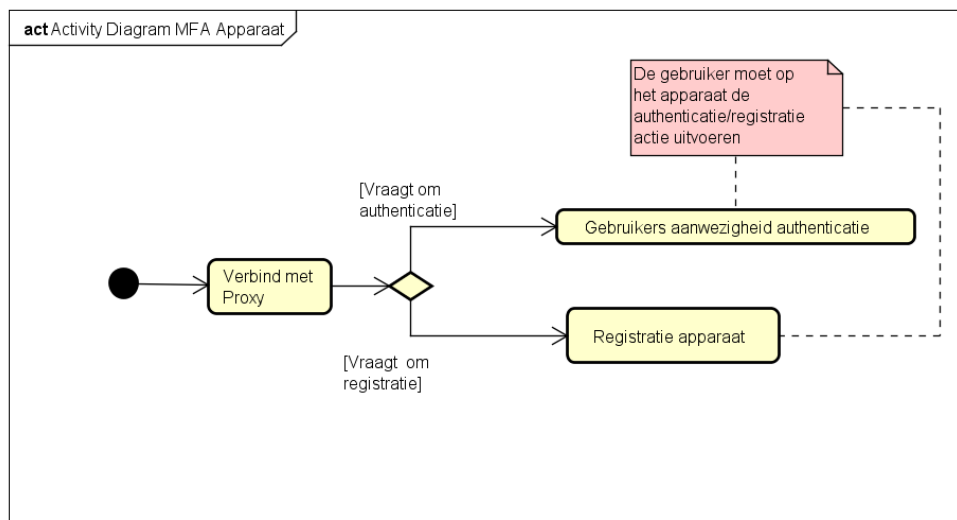 act Activity Diagram MFA Apparaat
De gebruiker moet op
het apparaat de
authenticatie/registratie
actie uitvoeren
[Vraagt om
authenticatie]
Gebruikers aanwezigheid authenticatie
Verbind met
Proxy
Registratie apparaat
[Vraagt om
registratie]